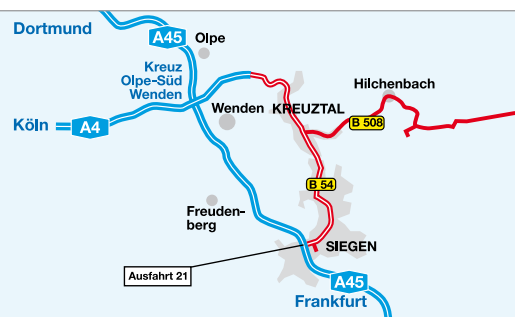 Dortmund
A45
Olpe
Kreuz
Olpe-Süd
Wenden
Hilchenbach
Wenden
KREUZTAL
Köln
A4
B 508
B 54
Freuden-
berg
SIEGEN
Ausfahrt 21
A45
Frankfurt